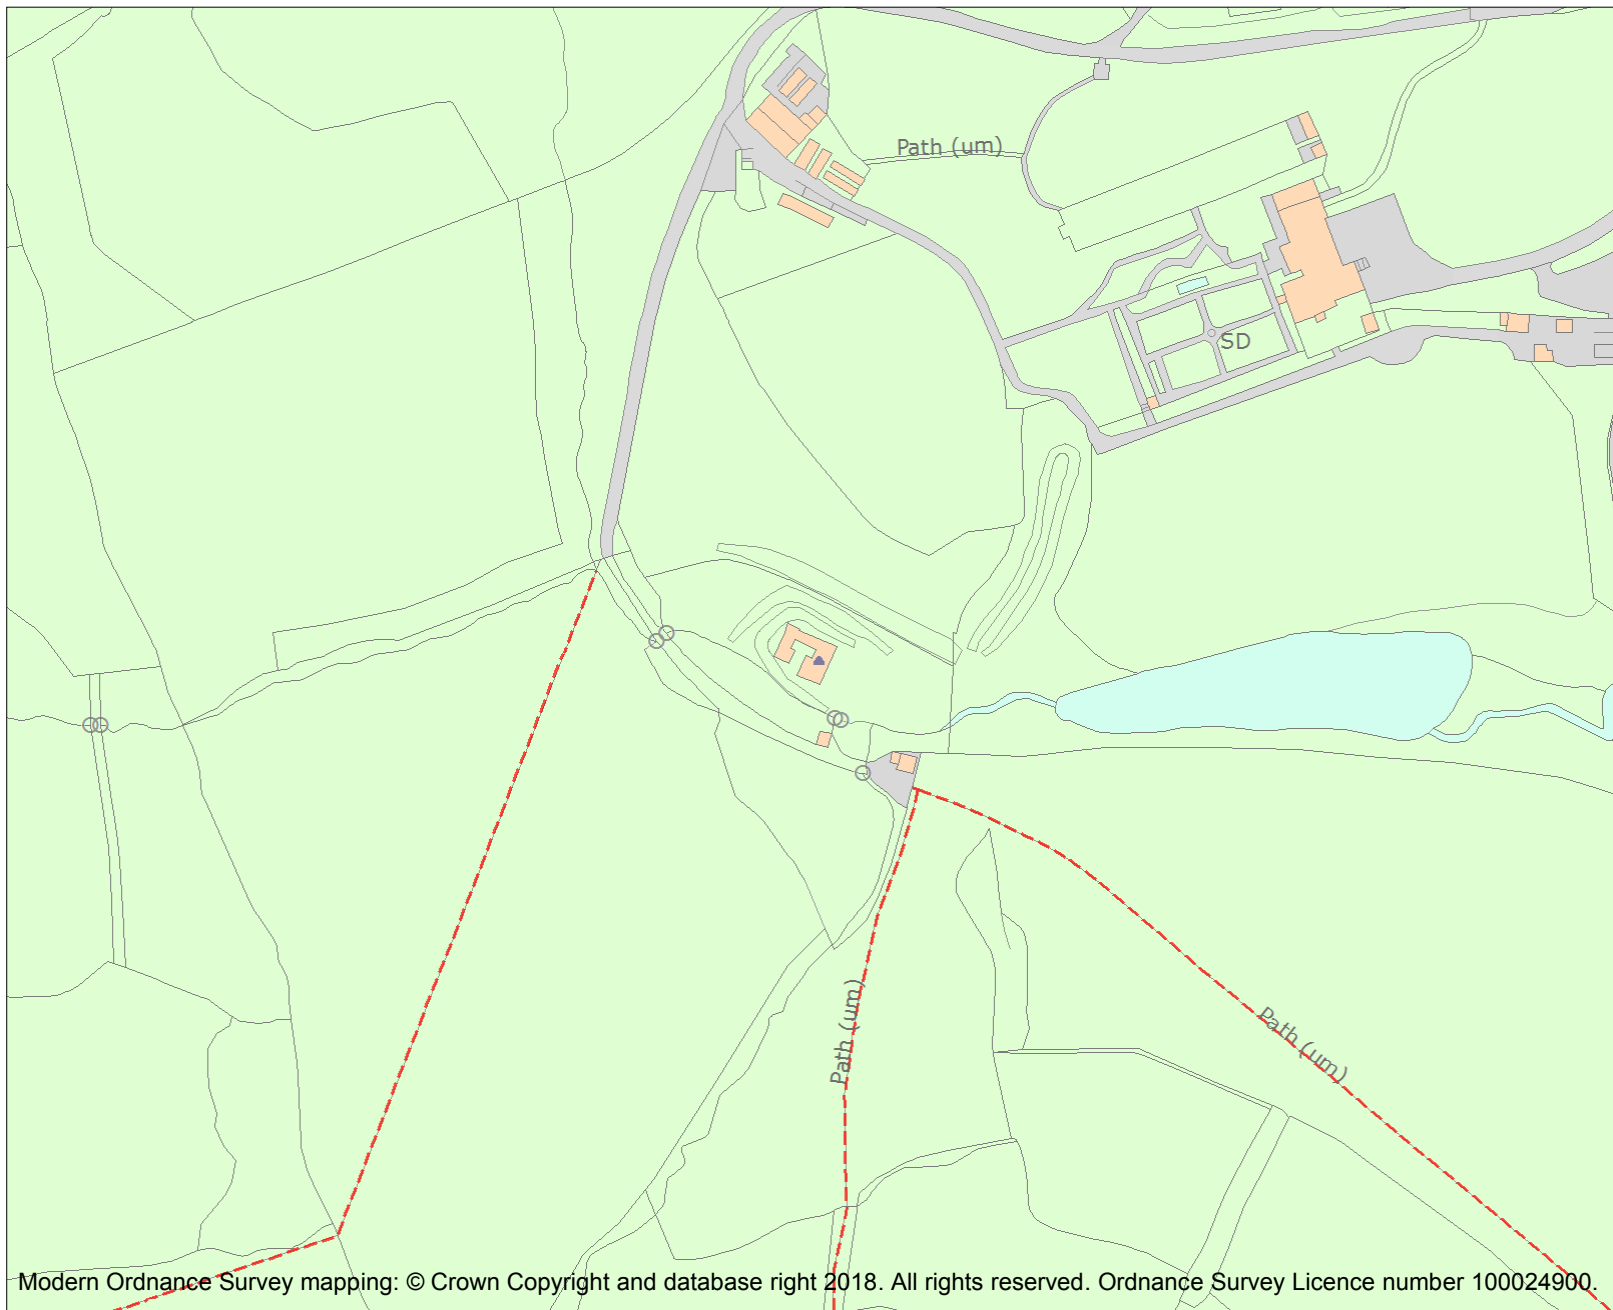 Path (um)
SD
Path (um)
Path (um)
Modern Ordnance Survey mapping: © Crown Copyright and database right 2018. All rights reserved. Ordnance Survey Licence number 100024900.